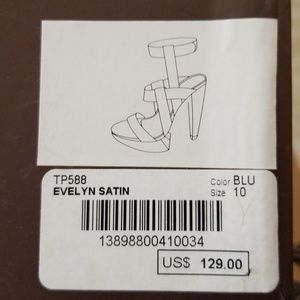 TP588 Color BLU
EVELYN SATIN Size 10
13898800410034
US$ 129.00